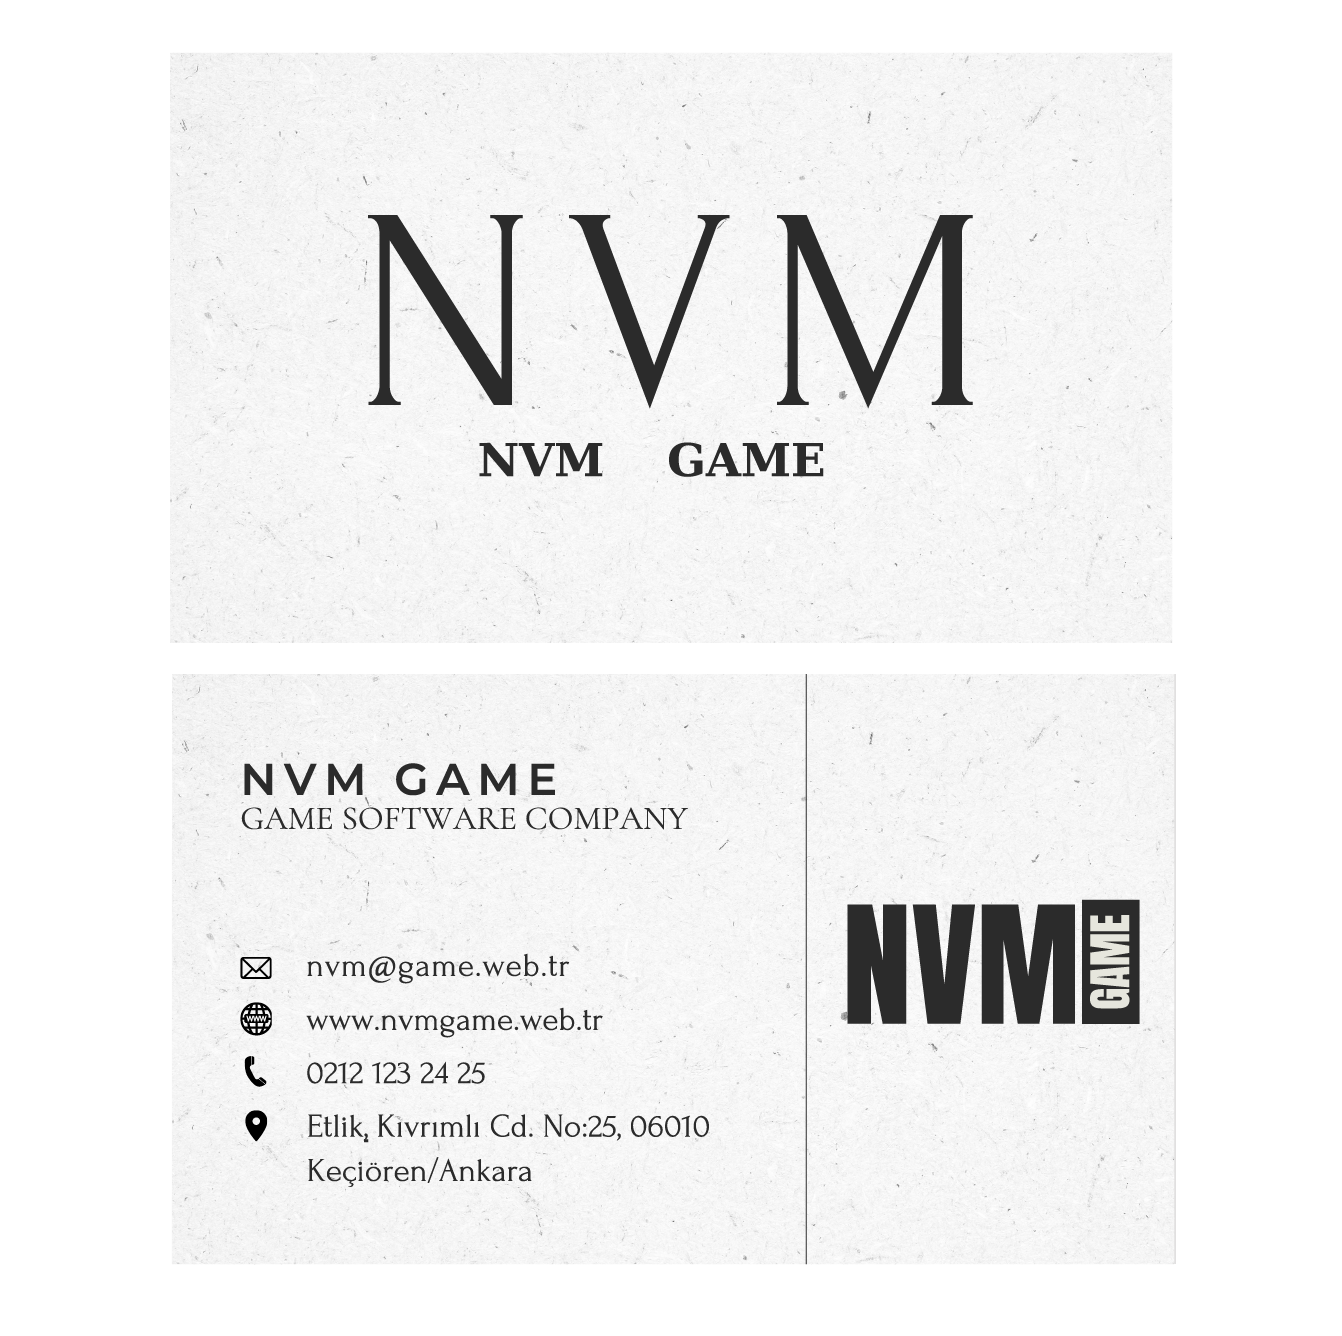 NVM
NVM GAME
NVM GAME
GAME SOFTWARE COMPANY
nvm@game.web.tr
www.nvmgame.web.tr
0212 123 24 25
Etlik, Kıvrımlı Cd. No:25, 06010
Keçiören/Ankara
NVM GAME
WWW